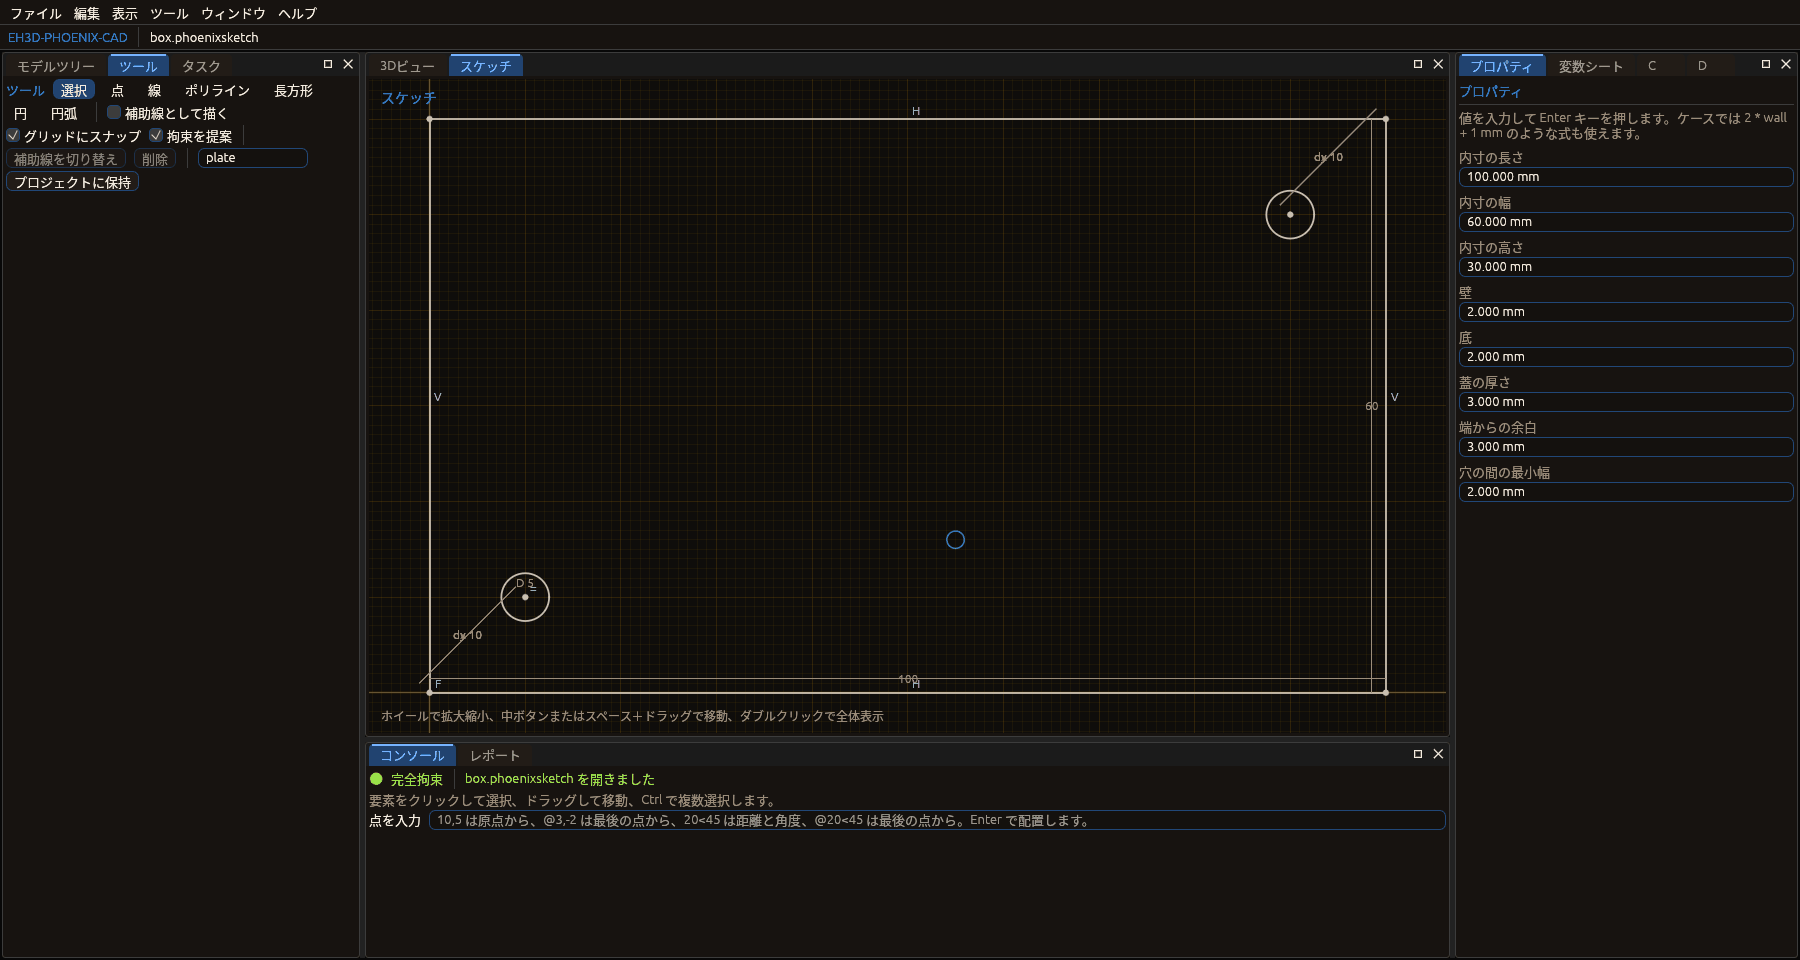 ファイル 編集 表示 ツール ウィンドウ ヘルプ
EH3D-PHOENIX-CAD box.phoenixsketch
モデルツリー ツール タスク
ツール 選択 点 線 ポリライン 長方形
円 円弧 補助線として描く
グリッドにスナップ 拘束を提案
補助線を切り替え 削除 plate
プロジェクトに保持
3Dビュー スケッチ
スケッチ
H
dx 10
V
60
V
D 5
=
dx 10
100
F
H
ホイールで拡大縮小、中ボタンまたはスペース＋ドラッグで移動、ダブルクリックで全体表示
コンソール レポート
完全拘束 box.phoenixsketch を開きました
要素をクリックして選択、ドラッグして移動、Ctrl で複数選択します。
点を入力 10,5 は原点から、@3,-2 は最後の点から、20<45 は距離と角度、@20<45 は最後の点から。Enter で配置します。
プロパティ 変数シート C D
プロパティ
値を入力して Enter キーを押します。ケースでは 2 * wall
+ 1 mm のような式も使えます。
内寸の長さ
100.000 mm
内寸の幅
60.000 mm
内寸の高さ
30.000 mm
壁
2.000 mm
底
2.000 mm
蓋の厚さ
3.000 mm
端からの余白
3.000 mm
穴の間の最小幅
2.000 mm